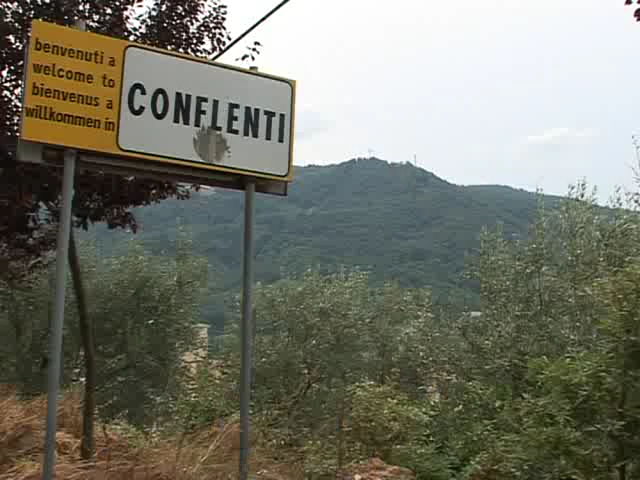 benvenuti a
welcome to
bienvenus a
willkommen in
CONFLENTI